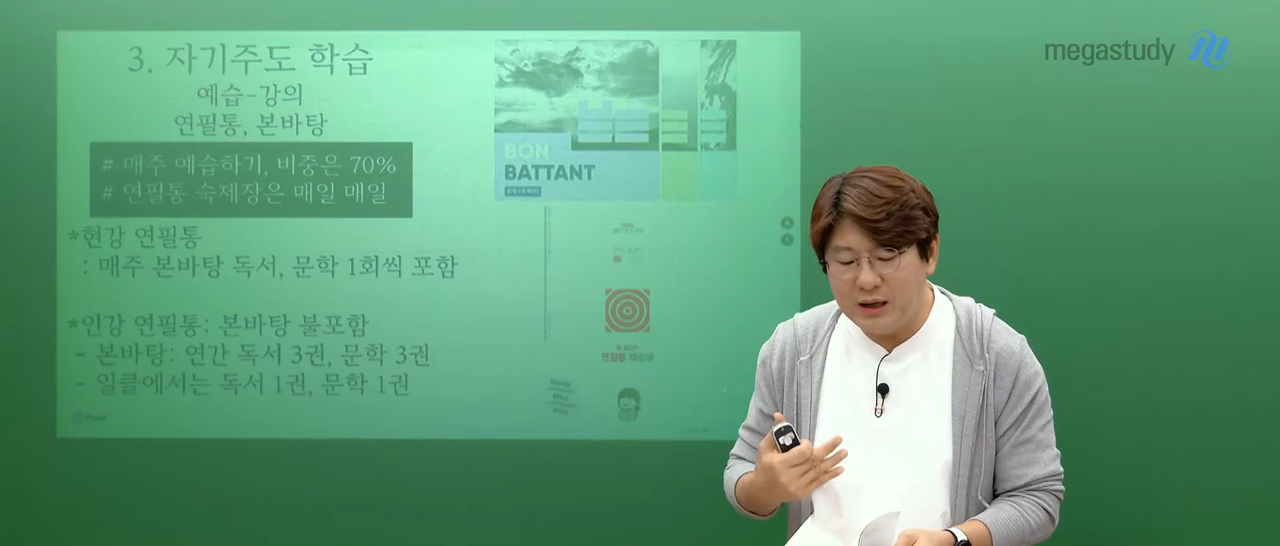 3. 자기주도 학습
예습-강의
연필통, 본바탕
# 매주 예습하기, 비중은 70%
# 연필통 숙제장은 매일 매일
*현강 연필통
: 매주 본바탕 독서, 문학 1회씩 포함
*인강 연필통: 본바탕 불포함
- 본바탕: 연간 독서 3권, 문학 3권
- 일클에서는 독서 1권, 문학 1권
BON
BATTANT
연필통
megastudy